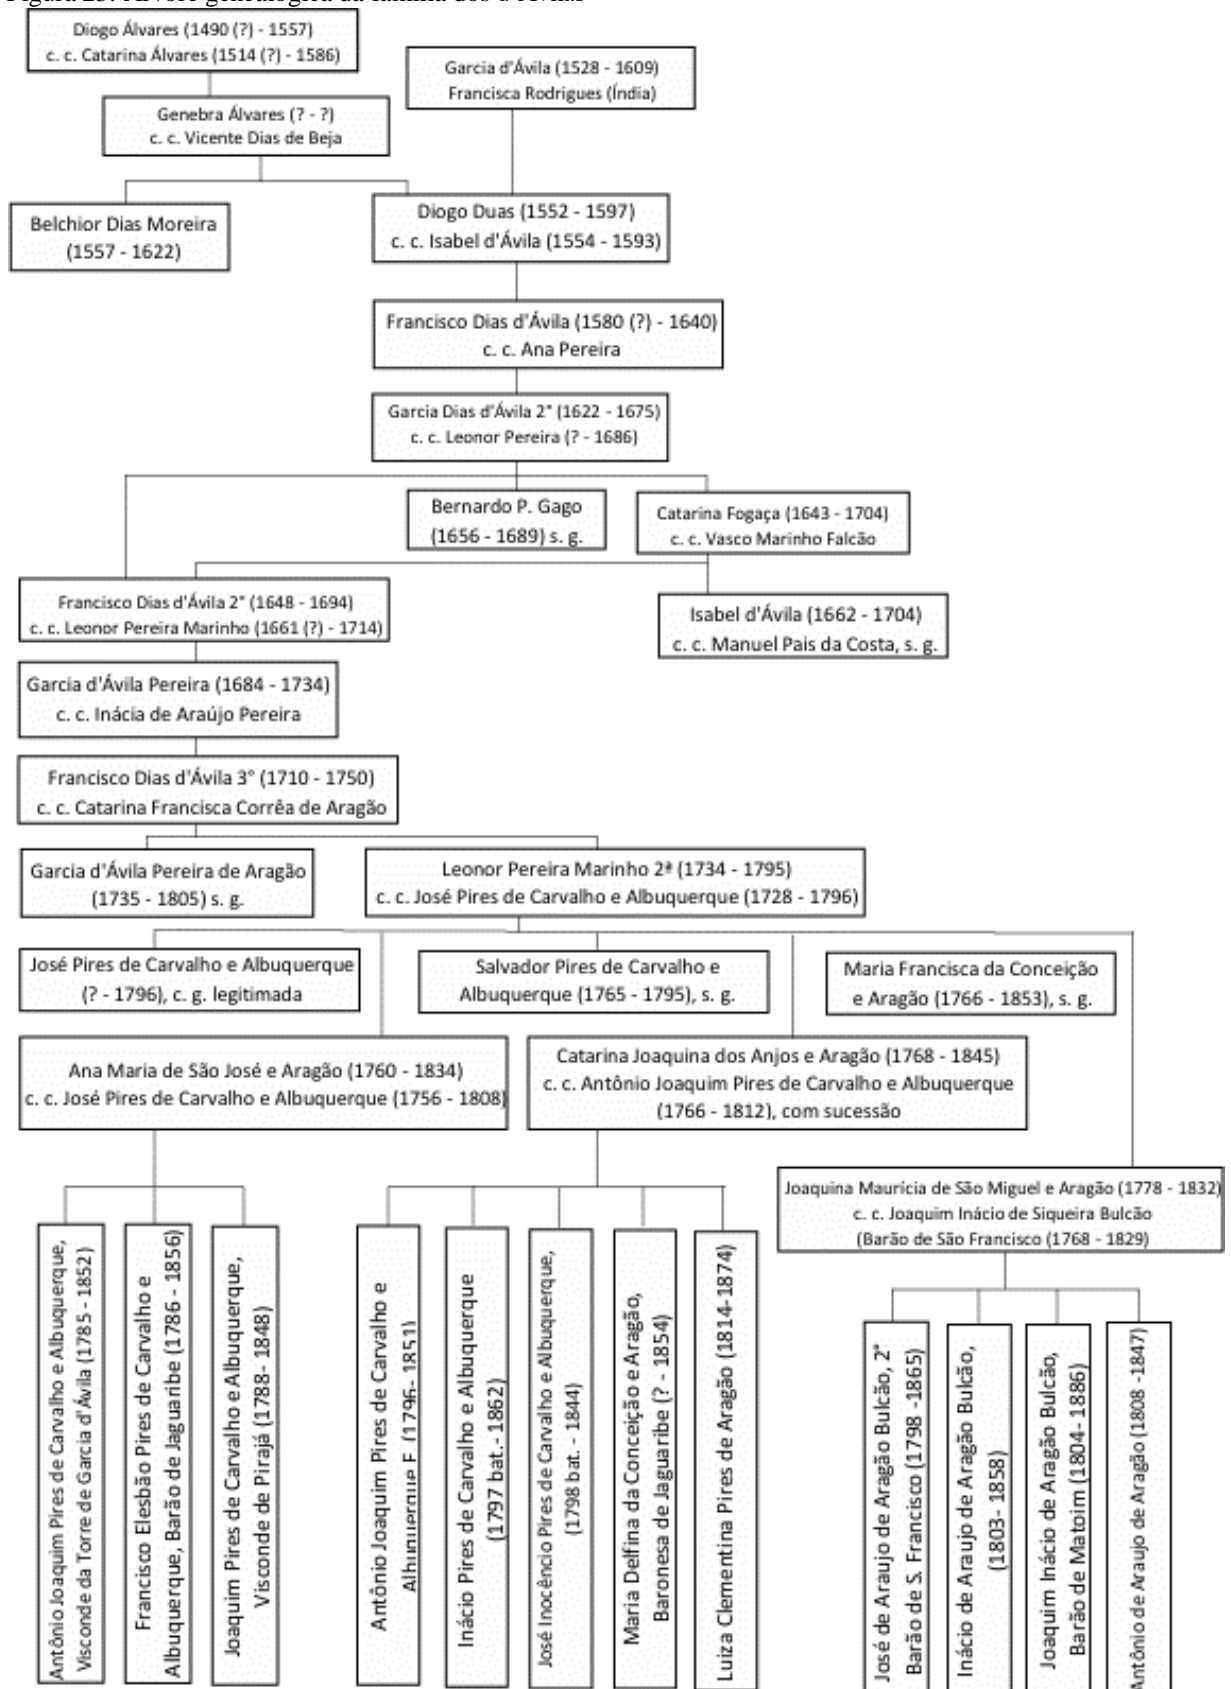 Figura 25: Árvore genealógica da família dos d'Ávilas
Diogo Álvares (1490 (?) - 1557)
c. c. Catarina Álvares (1514 (?) - 1586)
Garcia d'Ávila (1528 - 1609)
Francisca Rodrigues (Índia)
Genebra Álvares (? - ?)
c. c. Vicente Dias de Beja
Belchior Dias Moreira
(1557 - 1622)
Diogo Duas (1552 - 1597)
c. c. Isabel d'Ávila (1554 - 1593)
Francisco Dias d'Ávila (1580 (?) - 1640)
c. c. Ana Pereira
Garcia Dias d'Ávila 2° (1622 - 1675)
c. c. Leonor Pereira (? - 1686)
Bernardo P. Gago
(1656 - 1689) s. g.
Catarina Fogaça (1643 - 1704)
c. c. Vasco Marinho Falcão
Francisco Dias d'Ávila 2° (1648 - 1694)
c. c. Leonor Pereira Marinho (1661 (?) - 1714)
Isabel d'Ávila (1662 - 1704)
c. c. Manuel Pais da Costa, s. g.
Garcia d'Ávila Pereira (1684 - 1734)
c. c. Inácia de Araújo Pereira
Francisco Dias d'Ávila 3° (1710 - 1750)
c. c. Catarina Francisca Corrêa de Aragão
Garcia d'Ávila Pereira de Aragão
(1735 - 1805) s. g.
Leonor Pereira Marinho 2ª (1734 - 1795)
c. c. José Pires de Carvalho e Albuquerque (1728 - 1796)
José Pires de Carvalho e Albuquerque
(? - 1796), c. g. legitimada
Salvador Pires de Carvalho e
Albuquerque (1765 - 1795), s. g.
Maria Francisca da Conceição
e Aragão (1766 - 1853), s. g.
Ana Maria de São José e Aragão (1760 - 1834)
c. c. José Pires de Carvalho e Albuquerque (1756 - 1808)
Catarina Joaquina dos Anjos e Aragão (1768 - 1845)
c. c. Antônio Joaquim Pires de Carvalho e Albuquerque
(1766 - 1812), com sucessão
Joaquina Maurícia de São Miguel e Aragão (1778 - 1832)
c. c. Joaquim Inácio de Siqueira Bulcão
(Barão de São Francisco (1768 - 1829)
Antônio Joaquim Pires de Carvalho e Albuquerque,
Visconde da Torre de Garcia d'Ávila (1785 - 1852)
Francisco Elesbão Pires de Carvalho e
Albuquerque, Barão de Jaguaribe (1786 - 1856)
Joaquim Pires de Carvalho e Albuquerque,
Visconde de Pirajá (1788- 1848)
Antônio Joaquim Pires de Carvalho e
Albuquerque F. (1796- 1851)
Inácio Pires de Carvalho e Albuquerque
(1797 bat.- 1862)
José Inocêncio Pires de Carvalho e Albuquerque,
(1798 bat. - 1844)
Maria Delfina da Conceição e Aragão,
Baronesa de Jaguaribe (? - 1854)
Luiza Clementina Pires de Aragão (1814-1874)
José de Araujo de Aragão Bulcão, 2°
Barão de S. Francisco (1798 -1865)
Inácio de Araujo de Aragão Bulcão,
(1803- 1858)
Joaquim Inácio de Aragão Bulcão,
Barão de Matoim (1804- 1886)
Antônio de Araujo de Aragão (1808 -1847)